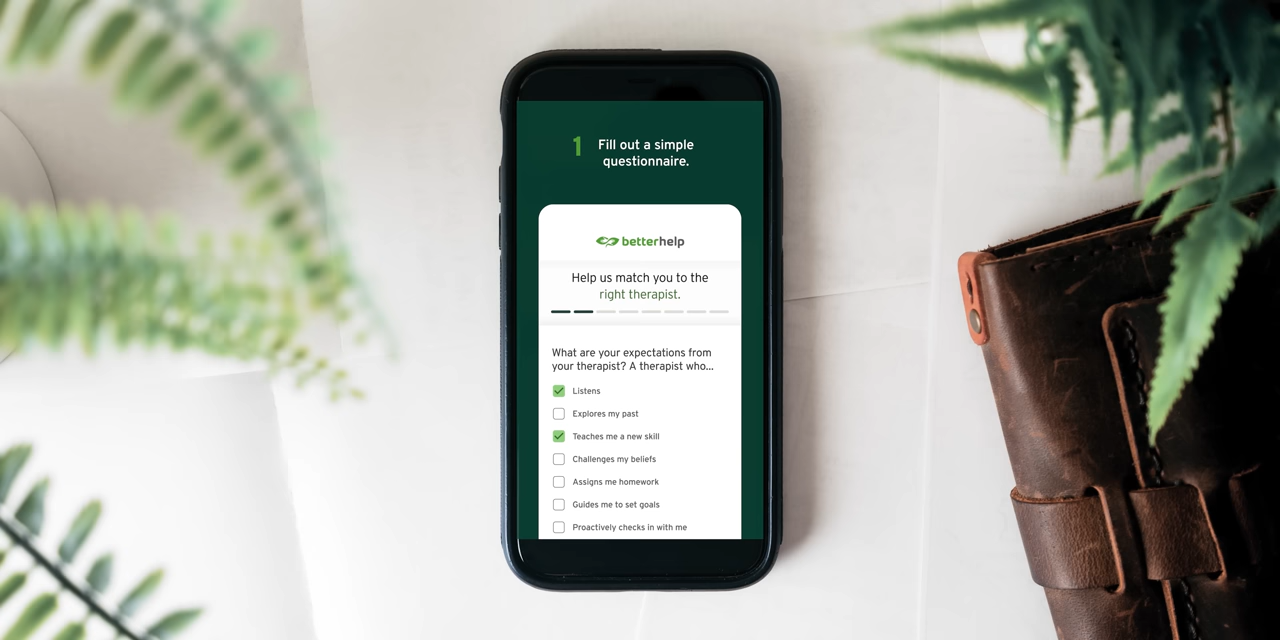 1 Fill out a simple
questionnaire.
betterhelp
Help us match you to the
right therapist.
What are your expectations from
your therapist? A therapist who...
Listens
Explores my past
Teaches me a new skill
Challenges my beliefs
Assigns me homework
Guides me to set goals
Proactively checks in with me